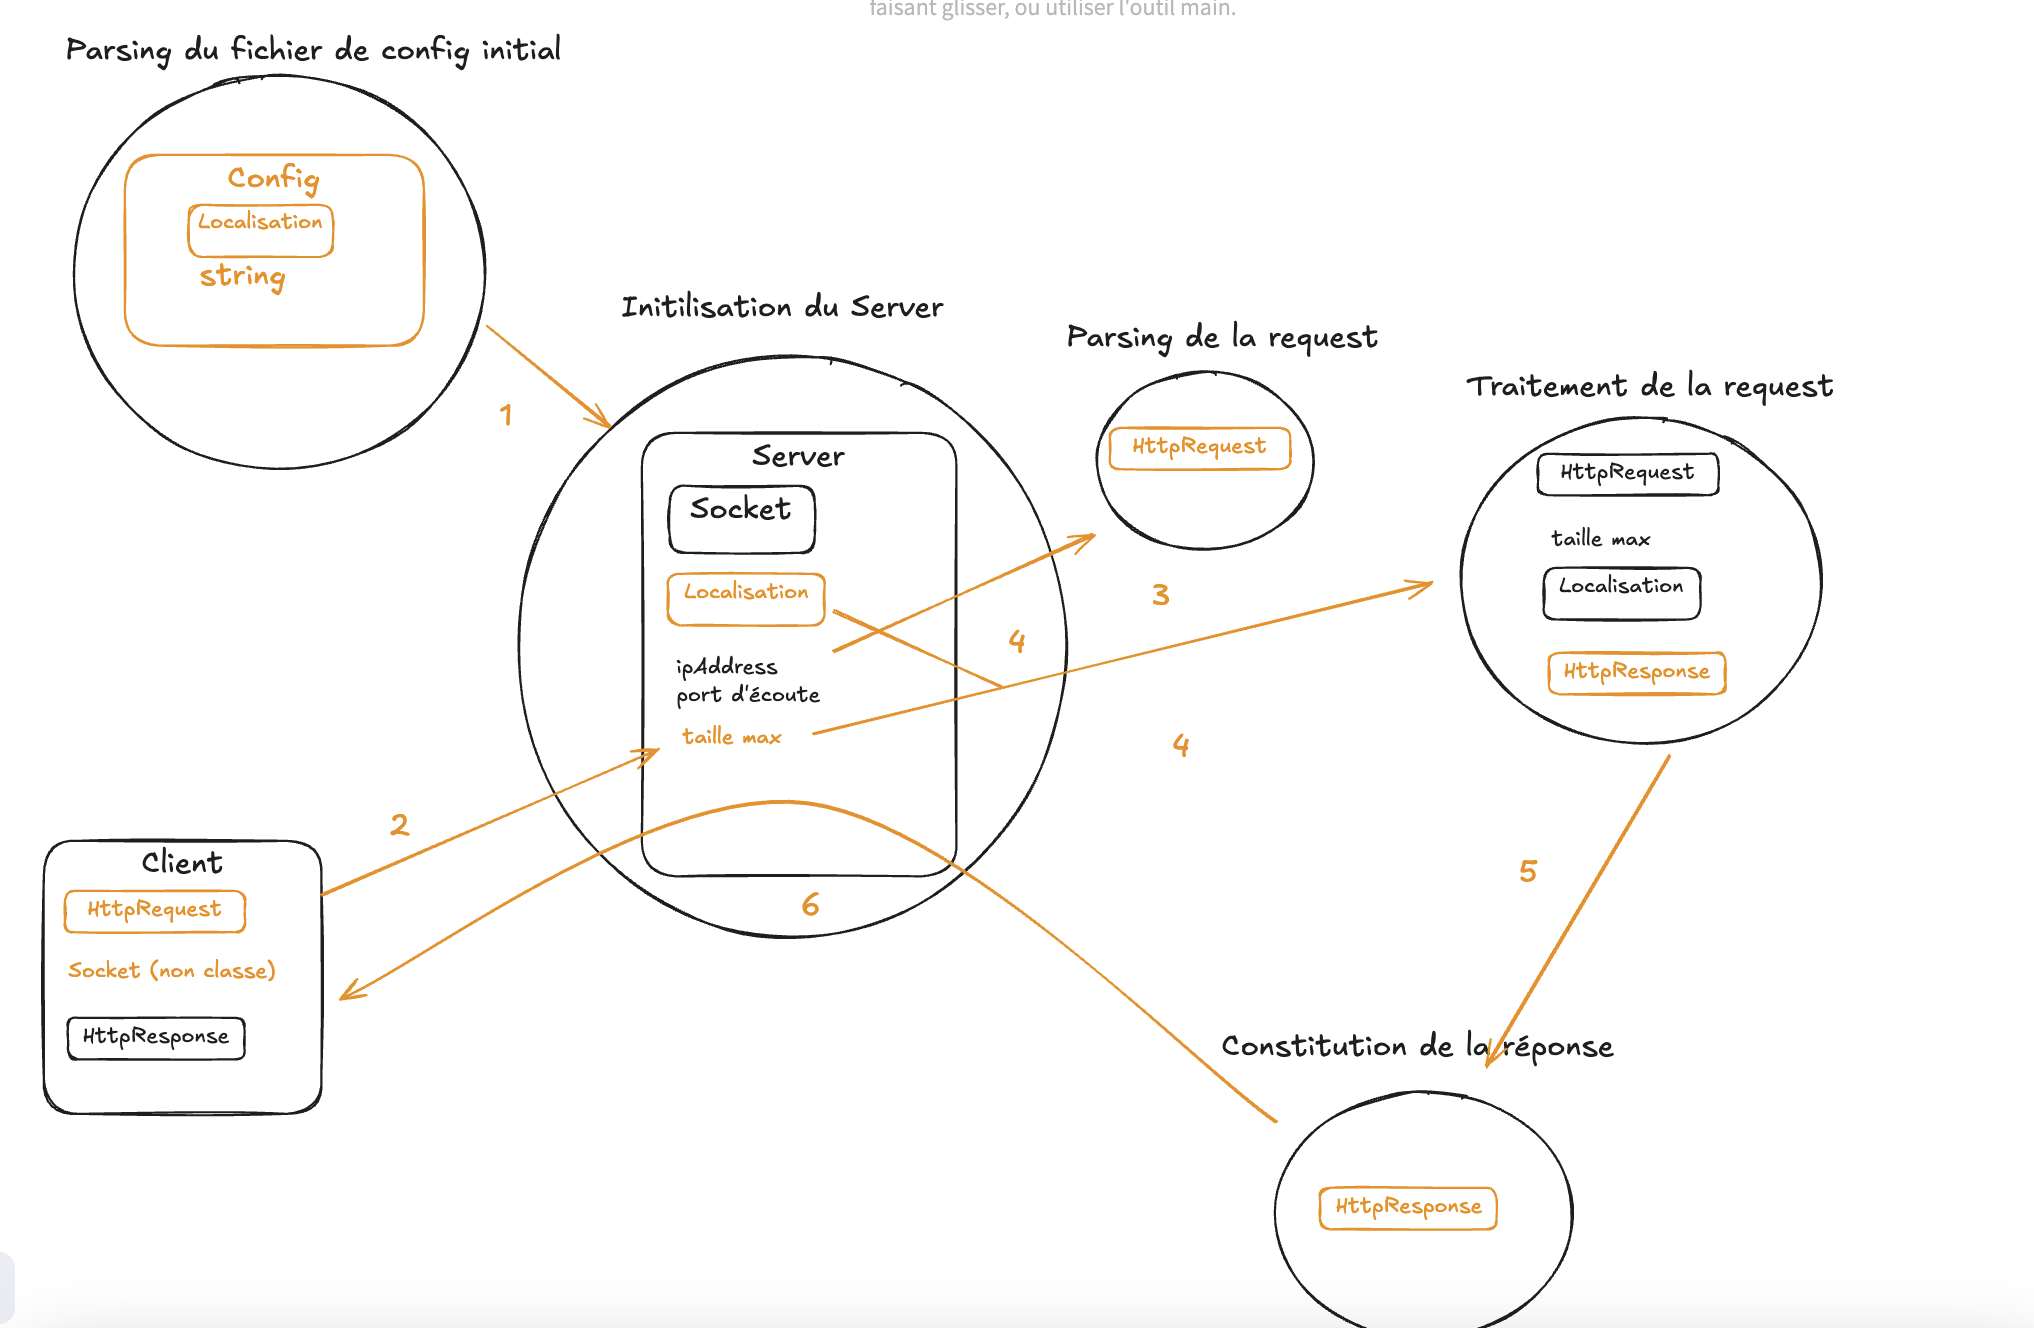 faisant glisser, ou utiliser l'outil main.
Parsing du fichier de config initial
Config
Localisation
string
1
Initilisation du Server
Server
Socket
Localisation
ipAddress
port d'écoute
taille max
Parsing de la request
HttpRequest
3
4
4
Traitement de la request
HttpRequest
taille max
Localisation
HttpResponse
2
Client
HttpRequest
Socket (non classe)
HttpResponse
6
5
Constitution de la réponse
HttpResponse